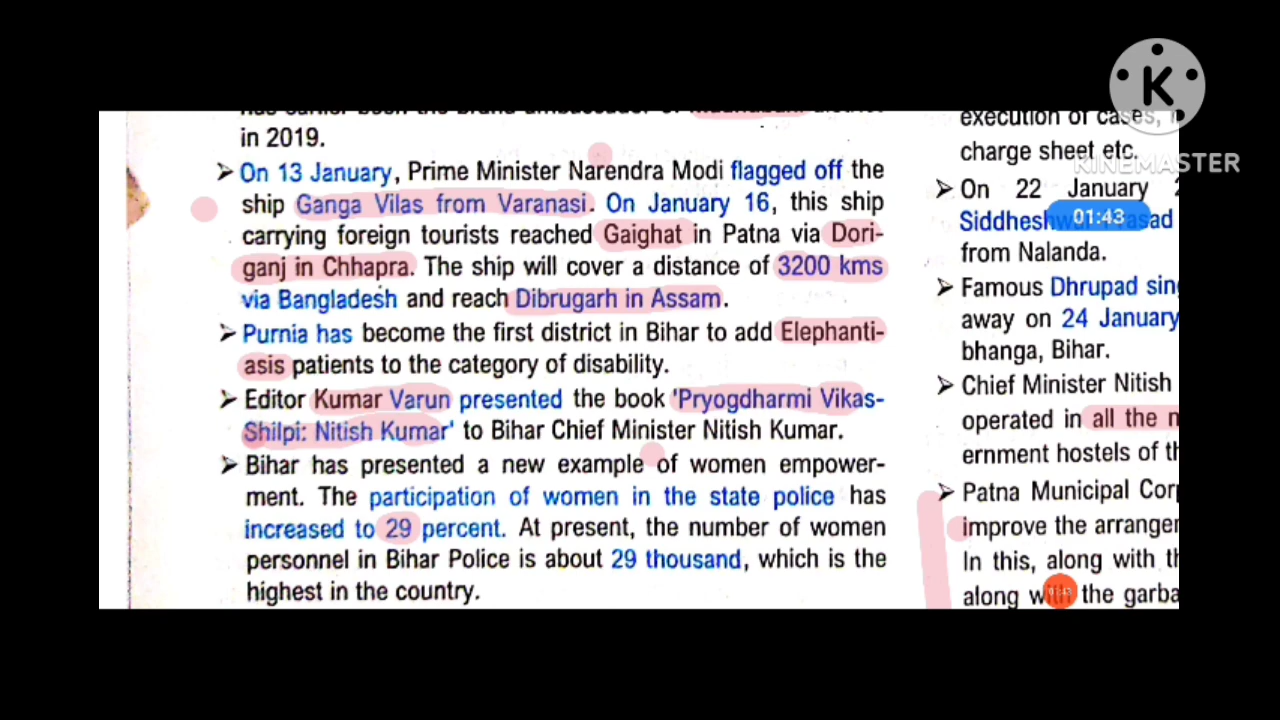 in 2019.
➢ On 13 January, Prime Minister Narendra Modi flagged off the
ship Ganga Vilas from Varanasi. On January 16, this ship
carrying foreign tourists reached Gaighat in Patna via Dori-
ganj in Chhapra. The ship will cover a distance of 3200 kms
via Bangladesh and reach Dibrugarh in Assam.
➢ Purnia has become the first district in Bihar to add Elephanti-
asis patients to the category of disability.
➢ Editor Kumar Varun presented the book 'Pryogdharmi Vikas-
Shilpi: Nitish Kumar' to Bihar Chief Minister Nitish Kumar.
➢ Bihar has presented a new example of women empower-
ment. The participation of women in the state police has
increased to 29 percent. At present, the number of women
personnel in Bihar Police is about 29 thousand, which is the
highest in the country.
execution of cases,
charge sheet etc.
➢ On 22 January
from Nalanda.
➢ Famous Dhrupad
away on 24 January
bhanga, Bihar.
➢ Chief Minister Nitish
operated in all the
ernment hostels of
➢ Patna Municipal
improve the
In this, along with
along with the
K
KINEMASTER
01:43